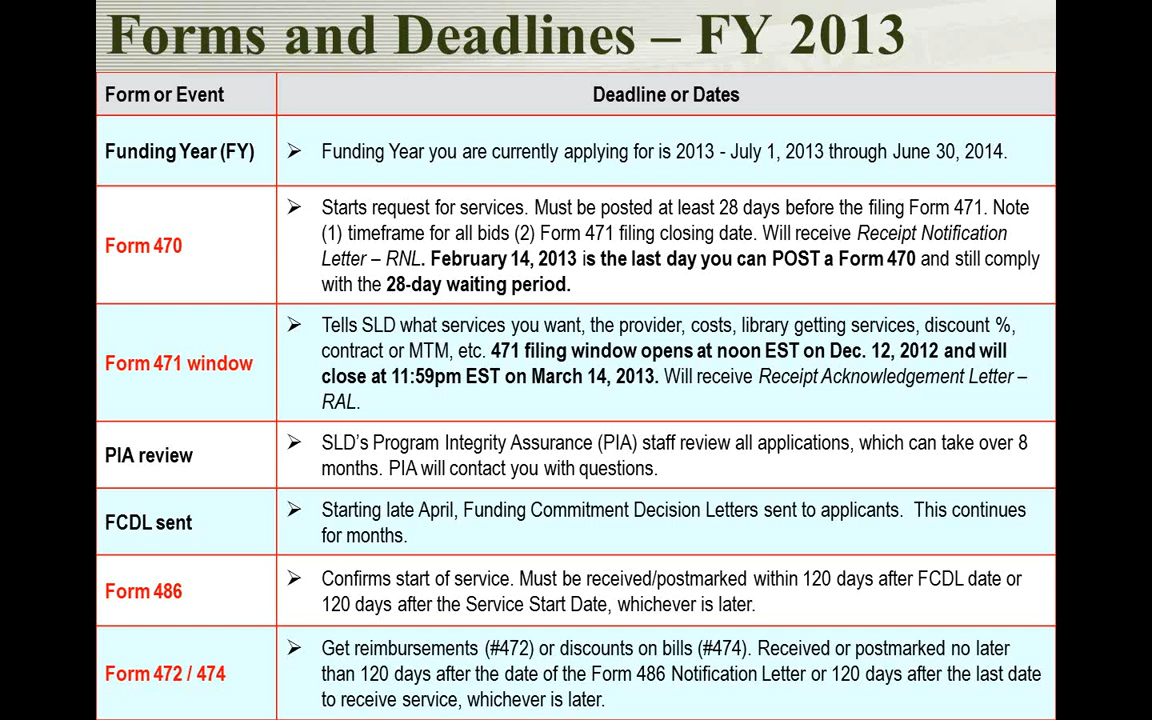 Forms and Deadlines – FY 2013
Form or Event
Deadline or Dates
Funding Year (FY)
➢ Funding Year you are currently applying for is 2013 - July 1, 2013 through June 30, 2014.
Form 470
➢ Starts request for services. Must be posted at least 28 days before the filing Form 471. Note
(1) timeframe for all bids (2) Form 471 filing closing date. Will receive Receipt Notification
Letter – RNL. February 14, 2013 is the last day you can POST a Form 470 and still comply
with the 28-day waiting period.
Form 471 window
➢ Tells SLD what services you want, the provider, costs, library getting services, discount %,
contract or MTM, etc. 471 filing window opens at noon EST on Dec. 12, 2012 and will
close at 11:59pm EST on March 14, 2013. Will receive Receipt Acknowledgement Letter –
RAL.
PIA review
➢ SLD's Program Integrity Assurance (PIA) staff review all applications, which can take over 8
months. PIA will contact you with questions.
FCDL sent
➢ Starting late April, Funding Commitment Decision Letters sent to applicants. This continues
for months.
Form 486
➢ Confirms start of service. Must be received/postmarked within 120 days after FCDL date or
120 days after the Service Start Date, whichever is later.
Form 472 / 474
➢ Get reimbursements (#472) or discounts on bills (#474). Received or postmarked no later
than 120 days after the date of the Form 486 Notification Letter or 120 days after the last date
to receive service, whichever is later.